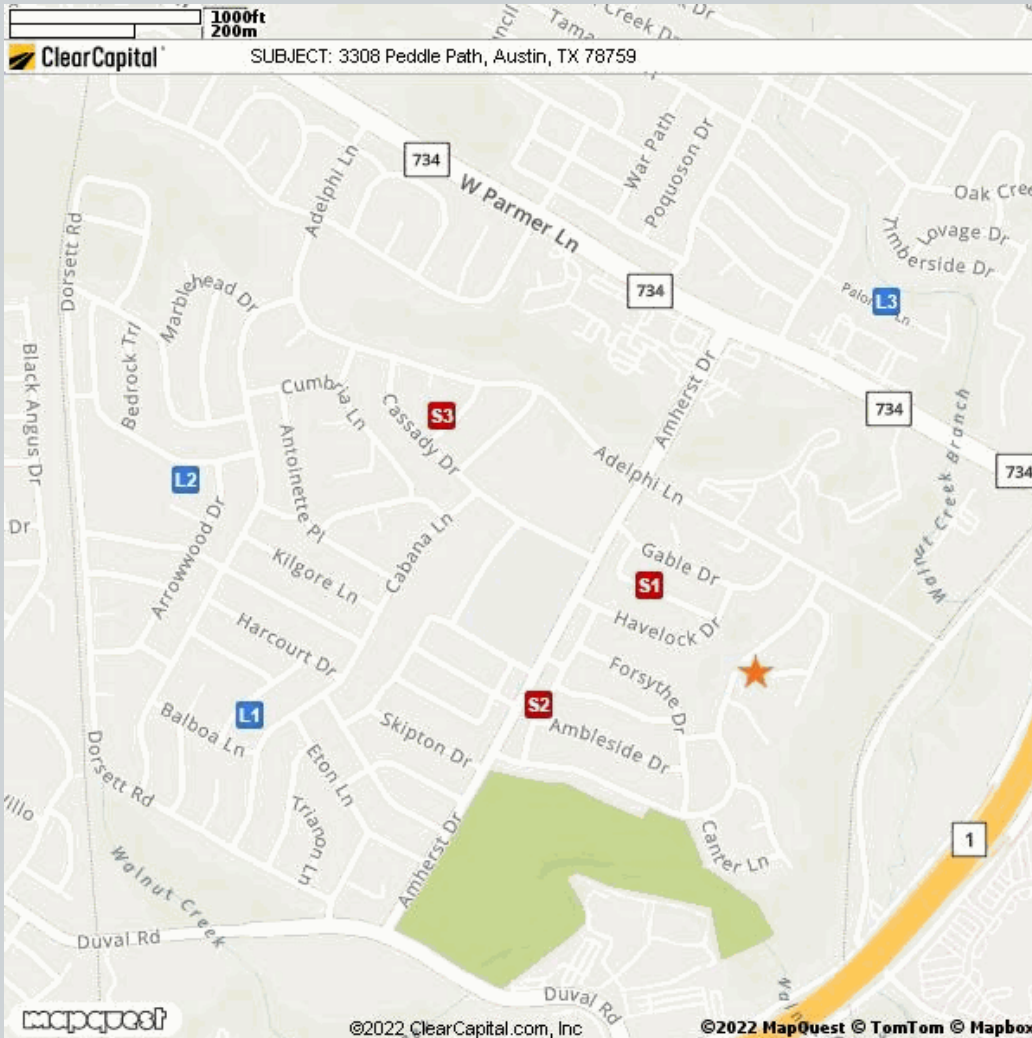 1000ft
200m
Creek Dr
ClearCapital
SUBJECT: 3308 Peddle Path, Austin, TX 78759
War Path
Poquoson Dr
Adelphi Ln
734
W Parmer Ln
Oak Cree
Lovage Dr
Timberside Dr
Dorsett Rd
Marblehead Dr
734
L3
Ln
Bedrock Trl
Black Angus Dr
Amherst Dr
Cumbria Ln
Cassady Dr
S3
734
734
Antoinette Pl
Adelphi Ln
Walnut Creek Branch
L2
Dr
Arrowwood Dr
Cabana Ln
Kilgore Ln
Gable Dr
S1
Havelock Dr
Harcourt Dr
Forsythe Dr
L1
S2
Balboa Ln
Skipton Dr
Ambleside Dr
Eton Ln
Dorsett Rd
Trianon Ln
villo
Amherst Dr
Canter Ln
1
Walnut Creek
Duval Rd
Duval Rd
mapquest
©2022 ClearCapital.com, Inc
©2022 MapQuest © TomTom © Mapbox